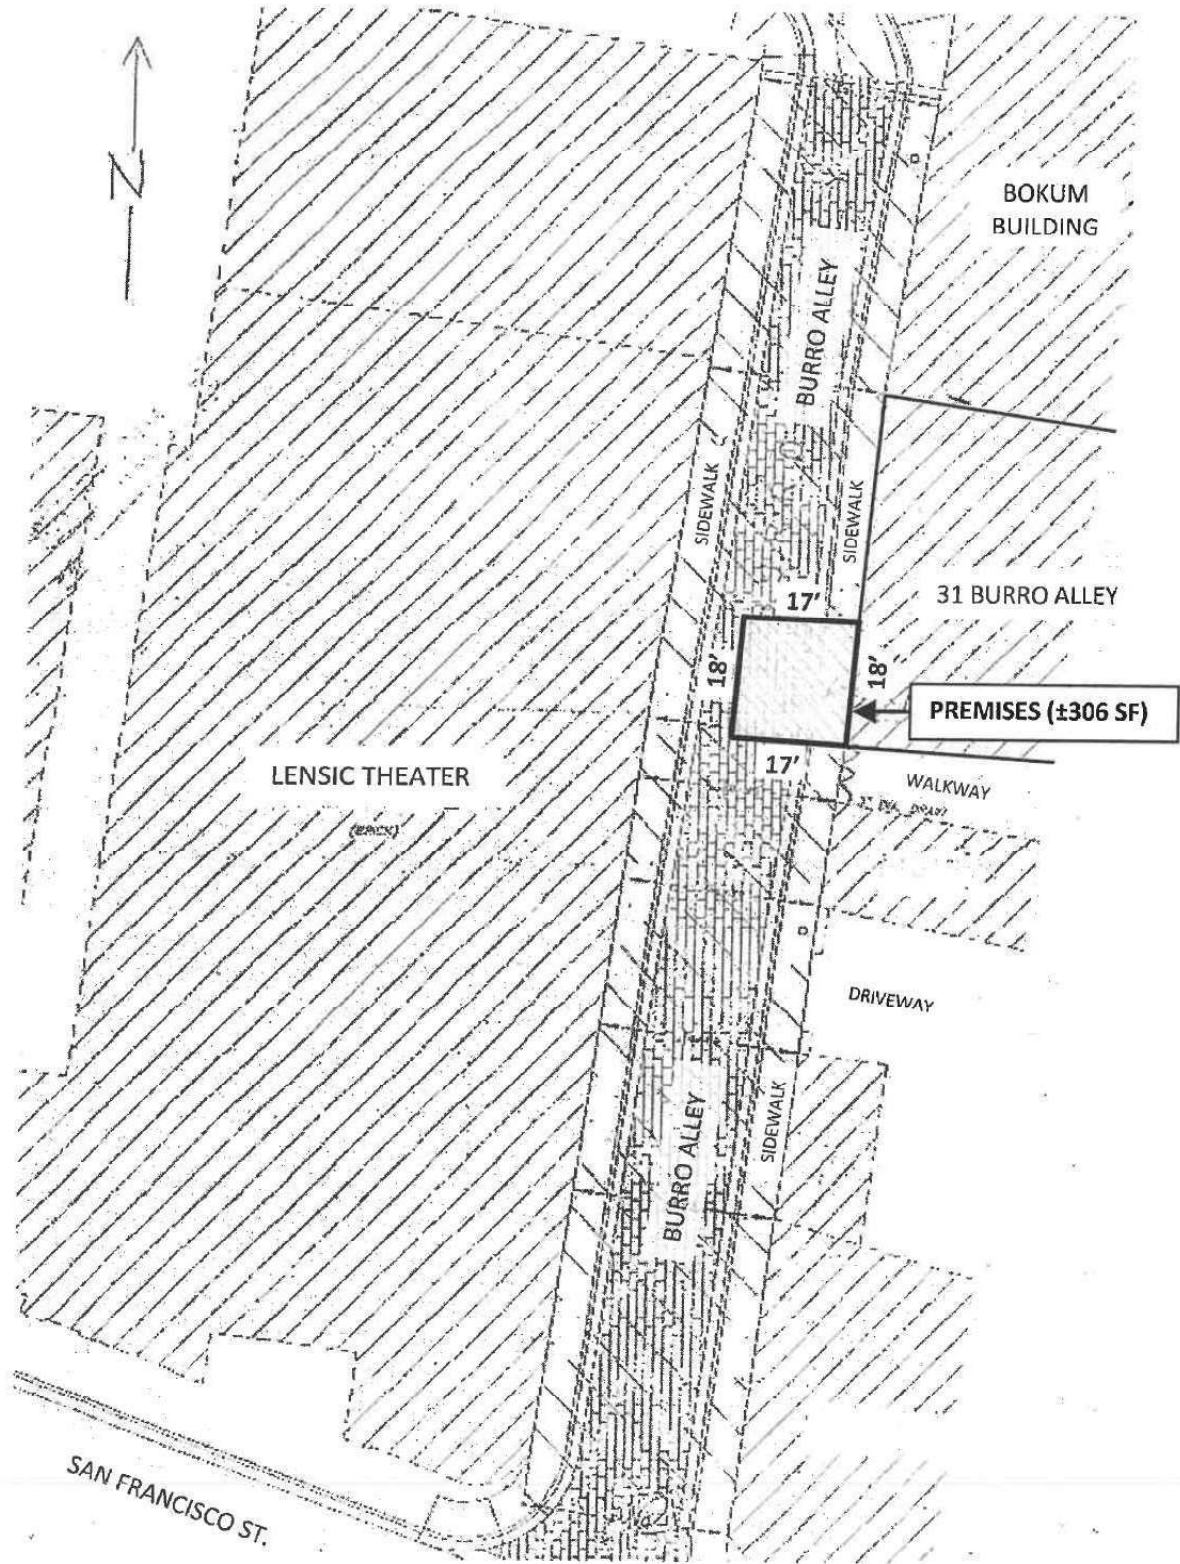 N
BOKUM
BUILDING
BURRO ALLEY
SIDEWALK
SIDEWALK
31 BURRO ALLEY
17'
18'
18'
PREMISES (±306 SF)
17'
LENSIC THEATER
(BRICK)
WALKWAY
DRIVEWAY
BURRO ALLEY
SIDEWALK
SAN FRANCISCO ST.